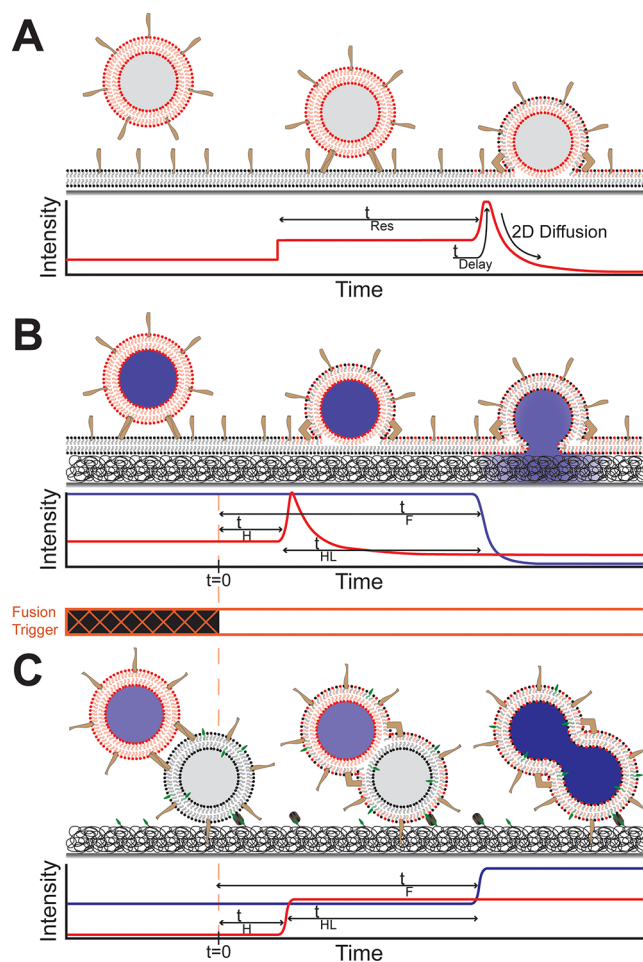 A
Intensity
t Res
t Delay
2D Diffusion
Time
B
Intensity
t F
t H
t HL
t=0
Time
Fusion
Trigger
C
Intensity
t F
t H
t HL
t=0
Time